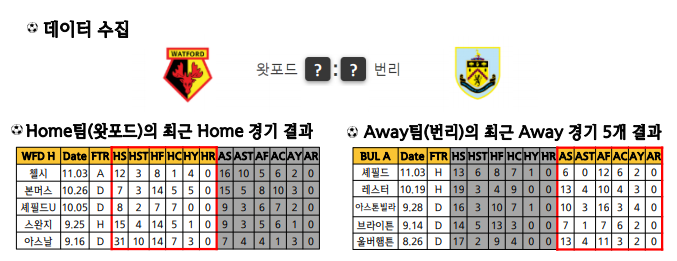 데이터 수집
WATFORD
왓포드 ? : ? 번리
Home팀(왓포드)의 최근 Home 경기 결과
WFD H Date FTR HS HST HF HC HY HR AS AST AF AC AY AR
첼시 11.03 A 12 3 8 1 4 0 16 10 5 6 2 0
본머스 10.26 D 7 3 14 5 5 0 15 5 8 10 3 0
셰필드U 10.05 D 8 2 7 7 0 0 9 3 6 7 2 0
스완지 9.25 H 15 4 14 5 1 0 9 3 5 6 1 0
아스날 9.16 D 31 10 14 7 3 0 7 4 4 1 3 0
Away팀(번리)의 최근 Away 경기 5개 결과
BUL A Date FTR HS HST HF HC HY HR AS AST AF AC AY AR
셰필드 11.03 H 13 6 8 7 1 0 6 0 12 6 2 0
레스터 10.19 H 19 3 4 9 0 0 13 4 10 4 3 0
아스톤빌라 9.28 D 16 3 10 7 1 0 10 3 16 3 4 0
브라이튼 9.14 D 14 5 13 3 0 0 7 1 7 6 2 0
울버햄튼 8.26 D 17 2 9 4 0 0 13 4 11 3 2 0